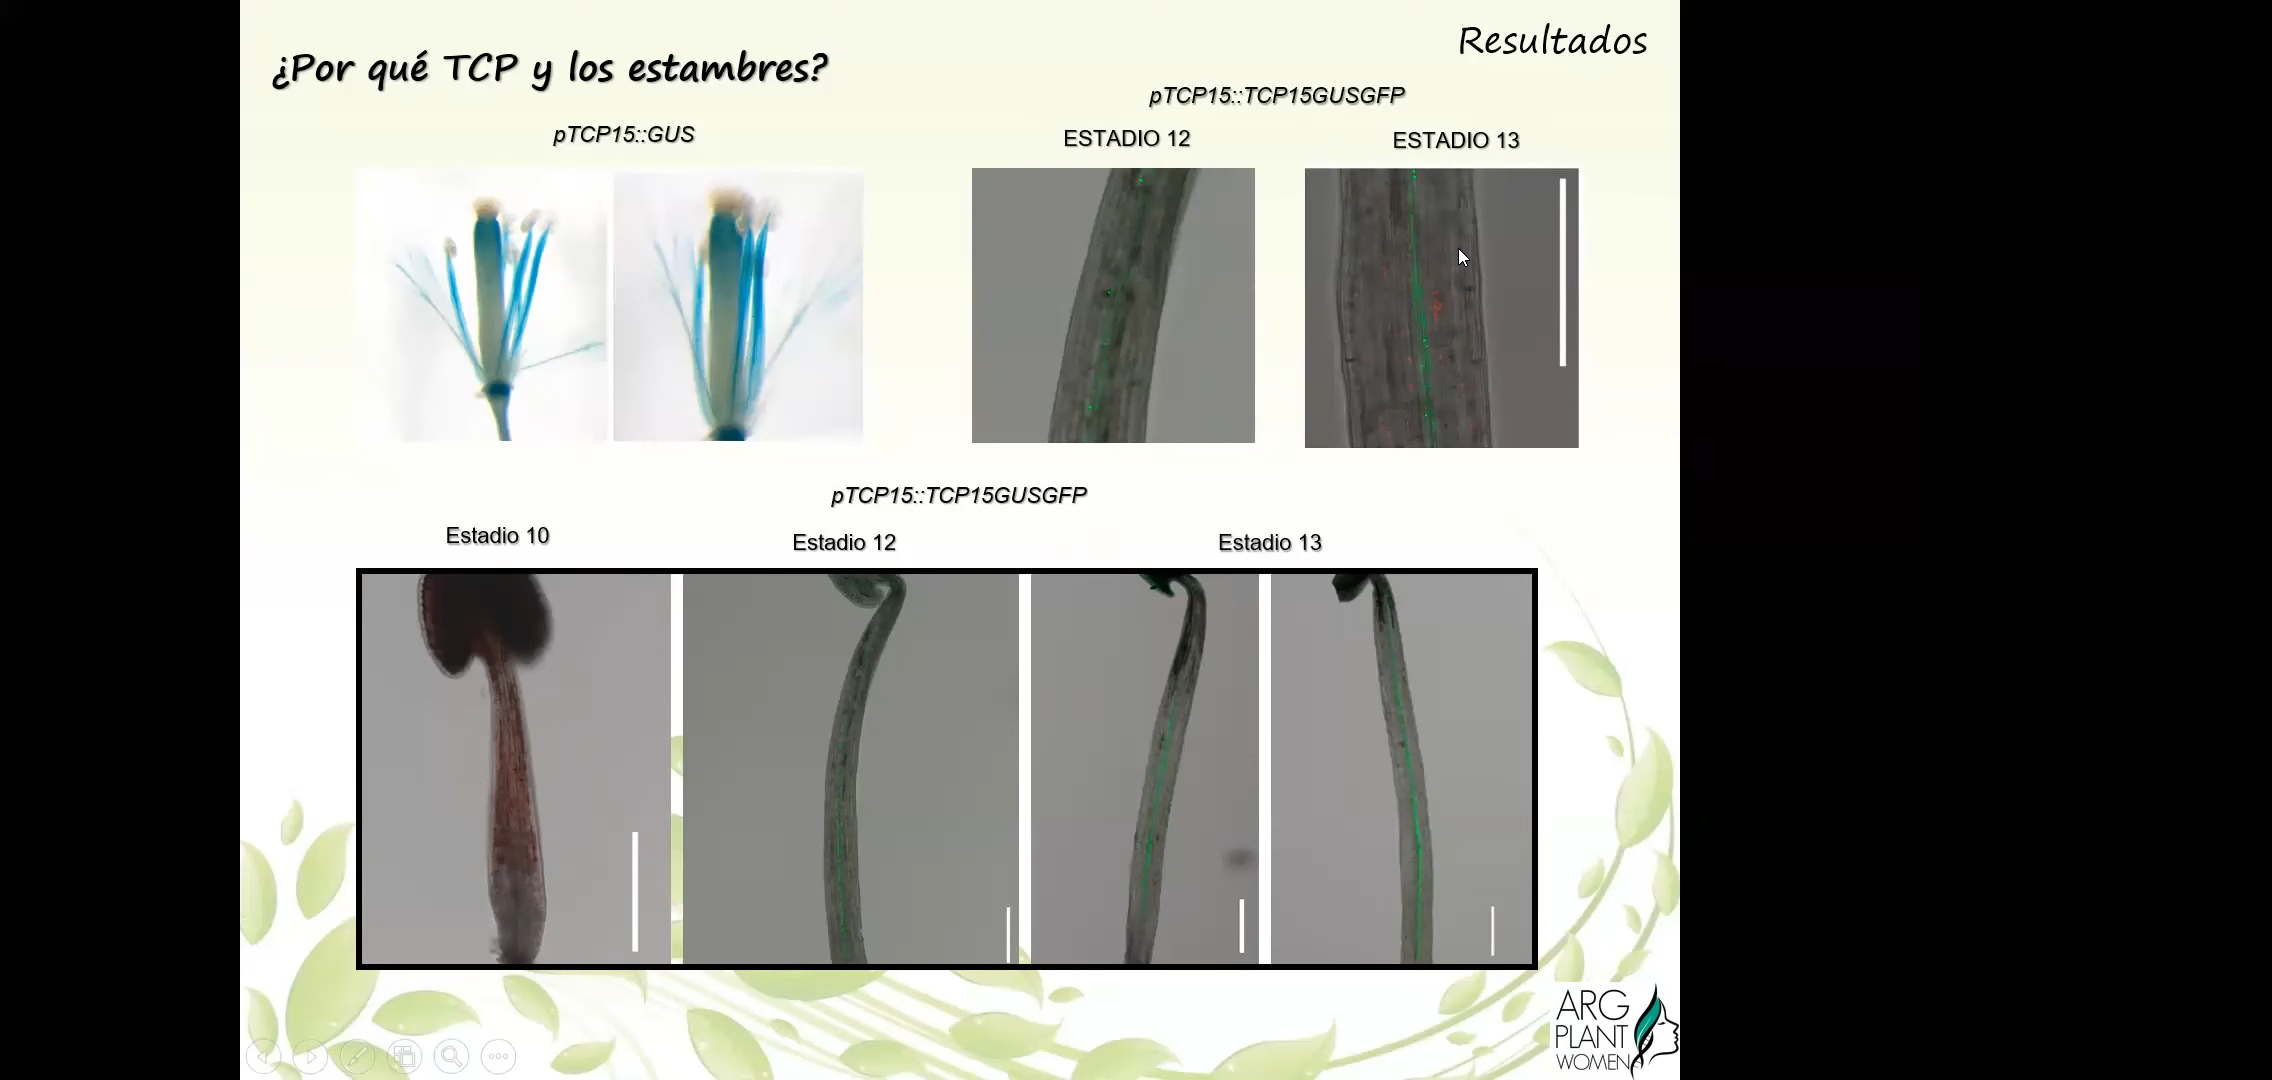 Resultados
¿Por qué TCP y los estambres?
pTCP15::GUS
pTCP15::TCP15GUSGFP
ESTADIO 12
ESTADIO 13
pTCP15::TCP15GUSGFP
Estadio 10
Estadio 12
Estadio 13
ARG
PLANT
WOMEN